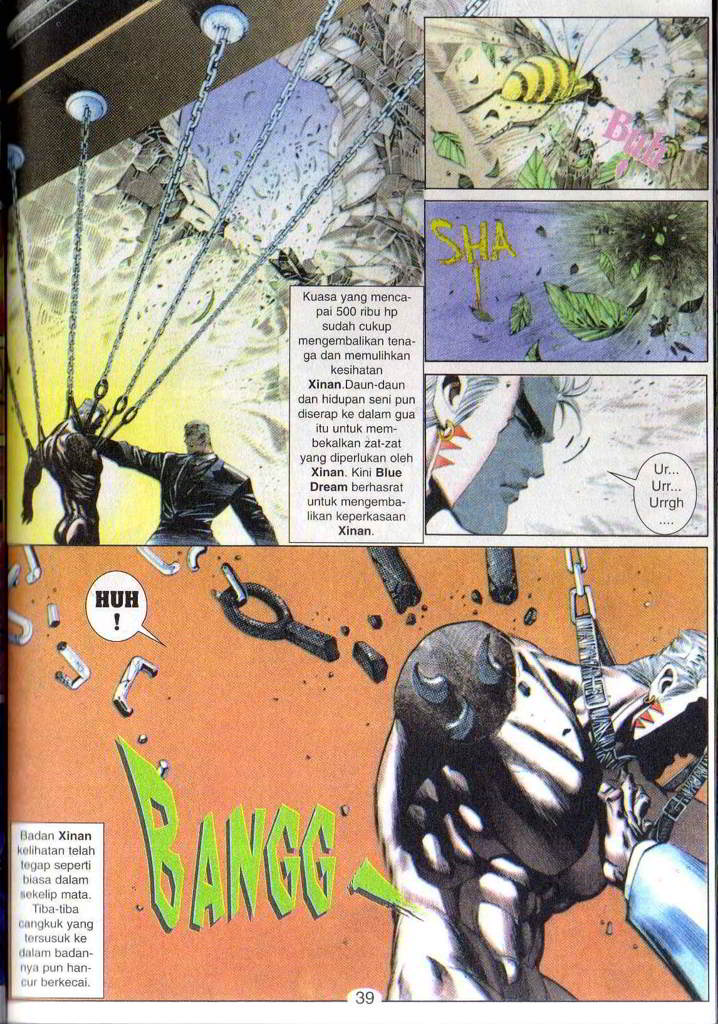 Buh
!
SHA
!
Kuasa yang menca-
pai 500 ribu hp
sudah cukup
mengembalikan tena-
ga dan memulihkan
kesihatan
Xinan.Daun-daun
dan hidupan seni pun
diserap ke dalam gua
itu untuk mem-
bekalkan zat-zat
yang diperlukan oleh
Xinan. Kini Blue
Dream berhasrat
untuk mengemba-
likan keperkasaan
Xinan.
Ur...
Urr...
Urrgh
....
HUH
!
BANGG
Badan Xinan
kelihatan telah
tegap seperti
biasa dalam
sekelip mata.
Tiba-tiba
cangkuk yang
tersusuk ke
dalam badan-
nya pun han-
cur berkecai.
39